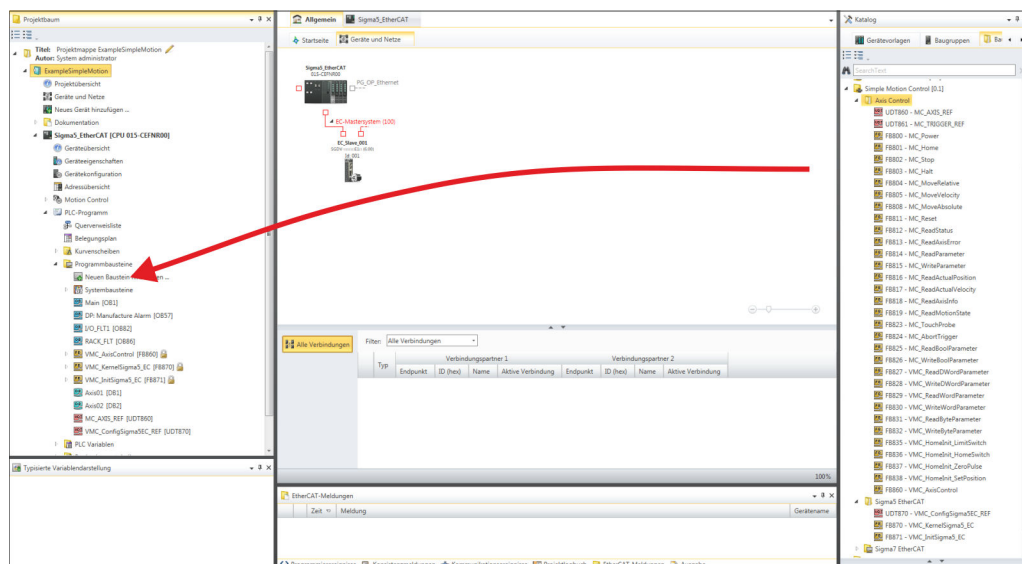 Projektbaum
Titel: Projektmappe ExampleSimpleMotion
Autor: System administrator
ExampleSimpleMotion
Projektübersicht
Geräte und Netze
Neues Gerät hinzufügen ...
Dokumentation
Sigma5_EtherCAT [CPU 015-CEFNR00]
Geräteübersicht
Geräteeigenschaften
Gerätekonfiguration
Adressübersicht
Motion Control
PLC-Programm
Querverweisliste
Belegungsplan
Kurvenscheiben
Programmbausteine
Neuen Baustein
Systembausteine
Main [OB1]
DP: Manufacture Alarm [OB57]
I/O_FLT1 [OB82]
RACK_FLT [OB86]
VMC_AxisControl [FB860]
VMC_KernelSigma5_EC [FB870]
VMC_InitSigma5_EC [FB871]
Axis01 [DB1]
Axis02 [DB2]
MC_AXIS_REF [UDT860]
VMC_ConfigSigma5EC_REF [UDT870]
PLC Variablen
Typisierte Variablendarstellung
Allgemein Sigma5_EtherCAT
Startseite Geräte und Netze
Sigma5_EtherCAT
015-CEFNR00
PG_OP_Ethernet
EC-Mastersystem (100)
EC_Slave_001
Alle Verbindungen
Filter: Alle Verbindungen
Typ
Verbindungspartner 1 Verbindungspartner 2
Endpunkt ID (hex) Name Aktive Verbindung Endpunkt ID (hex) Name Aktive Verbindung
100%
EtherCAT-Meldungen
Zeit Meldung Gerätename
Katalog
Gerätevorlagen Baugruppen Bau
SearchText
Simple Motion Control [0.1]
Axis Control
UDT860 - MC_AXIS_REF
UDT861 - MC_TRIGGER_REF
FB800 - MC_Power
FB801 - MC_Home
FB802 - MC_Stop
FB803 - MC_Halt
FB804 - MC_MoveRelative
FB805 - MC_MoveVelocity
FB808 - MC_MoveAbsolute
FB811 - MC_Reset
FB812 - MC_ReadStatus
FB813 - MC_ReadAxisError
FB814 - MC_ReadParameter
FB815 - MC_WriteParameter
FB816 - MC_ReadActualPosition
FB817 - MC_ReadActualVelocity
FB818 - MC_ReadAxisInfo
FB819 - MC_ReadMotionState
FB823 - MC_TouchProbe
FB824 - MC_AbortTrigger
FB825 - MC_ReadBoolParameter
FB826 - MC_WriteBoolParameter
FB827 - VMC_ReadDWordParameter
FB828 - VMC_WriteDWordParameter
FB829 - VMC_ReadWordParameter
FB830 - VMC_WriteWordParameter
FB831 - VMC_ReadByteParameter
FB832 - VMC_WriteByteParameter
FB835 - VMC_HomeInit_LimitSwitch
FB836 - VMC_HomeInit_HomeSwitch
FB837 - VMC_HomeInit_ZeroPulse
FB838 - VMC_HomeInit_SetPosition
FB860 - VMC_AxisControl
Sigma5 EtherCAT
UDT870 - VMC_ConfigSigma5EC_REF
FB870 - VMC_KernelSigma5_EC
FB871 - VMC_InitSigma5_EC
Sigma7 EtherCAT